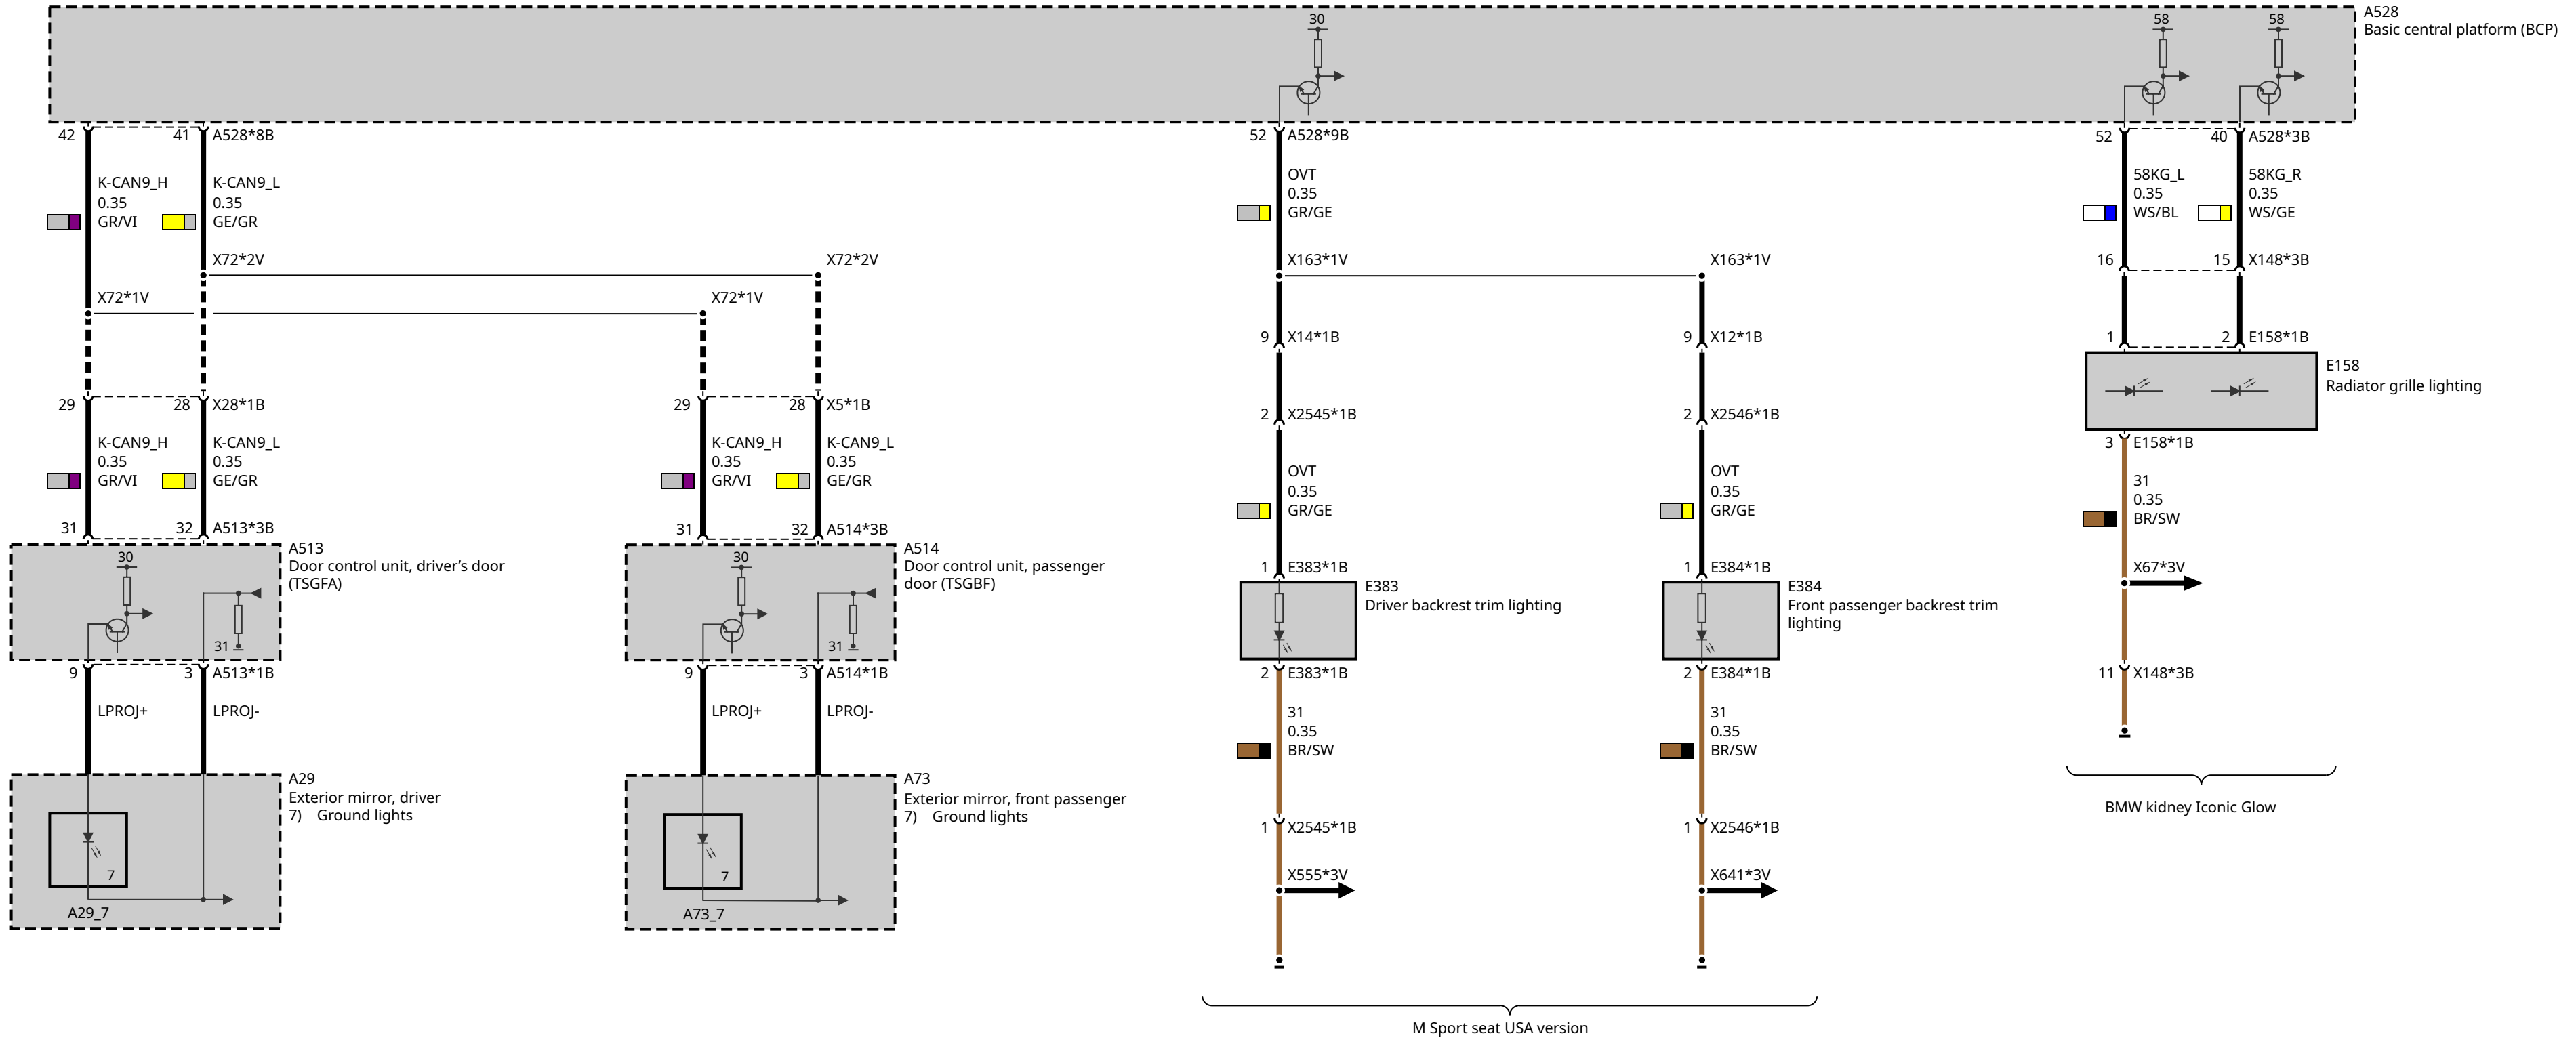 30
58
58
A528
Basic central platform (BCP)
42
41
A528*8B
52
A528*9B
52
40
A528*3B
K-CAN9_H
0.35
GR/VI
K-CAN9_L
0.35
GE/GR
OVT
0.35
GR/GE
58KG_L
0.35
WS/BL
58KG_R
0.35
WS/GE
X72*2V
X72*2V
X163*1V
X163*1V
16
15
X148*3B
X72*1V
X72*1V
9
X14*1B
9
X12*1B
1
2
E158*1B
E158
Radiator grille lighting
29
28
X28*1B
29
28
X5*1B
2
X2545*1B
2
X2546*1B
3
E158*1B
K-CAN9_H
0.35
GR/VI
K-CAN9_L
0.35
GE/GR
K-CAN9_H
0.35
GR/VI
K-CAN9_L
0.35
GE/GR
OVT
0.35
GR/GE
OVT
0.35
GR/GE
31
0.35
BR/SW
31
32
A513*3B
31
32
A514*3B
30
31
A513
Door control unit, driver’s door
(TSGFA)
30
31
A514
Door control unit, passenger
door (TSGBF)
1
E383*1B
1
E384*1B
X67*3V
E383
Driver backrest trim lighting
E384
Front passenger backrest trim
lighting
9
3
A513*1B
9
3
A514*1B
2
E383*1B
2
E384*1B
11
X148*3B
LPROJ+
LPROJ-
LPROJ+
LPROJ-
31
0.35
BR/SW
31
0.35
BR/SW
A29
Exterior mirror, driver
7) Ground lights
7
A29_7
A73
Exterior mirror, front passenger
7) Ground lights
7
A73_7
BMW kidney Iconic Glow
1
X2545*1B
1
X2546*1B
X555*3V
X641*3V
M Sport seat USA version